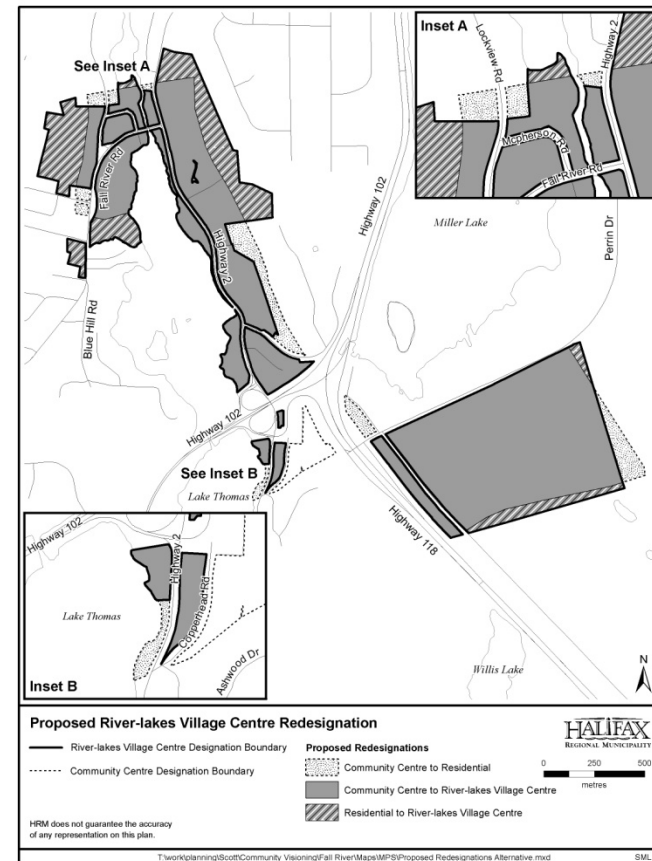 See Inset A
Fall River Rd
Highway 2
Blue Hill Rd
Highway 102
Miller Lake
Perrin Dr
Highway 102
See Inset B
Lake Thomas
Highway 118
Willis Lake
N
Inset A
Lockview Rd
Highway 2
Mcpherson Rd
Fall River Rd
Highway 102
Highway 2
Copperhead Rd
Lake Thomas
Ashwood Dr
Inset B
Proposed River-lakes Village Centre Redesignation
River-lakes Village Centre Designation Boundary
Community Centre Designation Boundary
Proposed Redesignations
Community Centre to Residential
Community Centre to River-lakes Village Centre
Residential to River-lakes Village Centre
HALIFAX
REGIONAL MUNICIPALITY
0 250 500
metres
HRM does not guarantee the accuracy
of any representation on this plan.
T:\work\planning\Scott\Community Visioning\Fall River\Maps\MPS\Proposed Redesignations Alternative.mxd SML